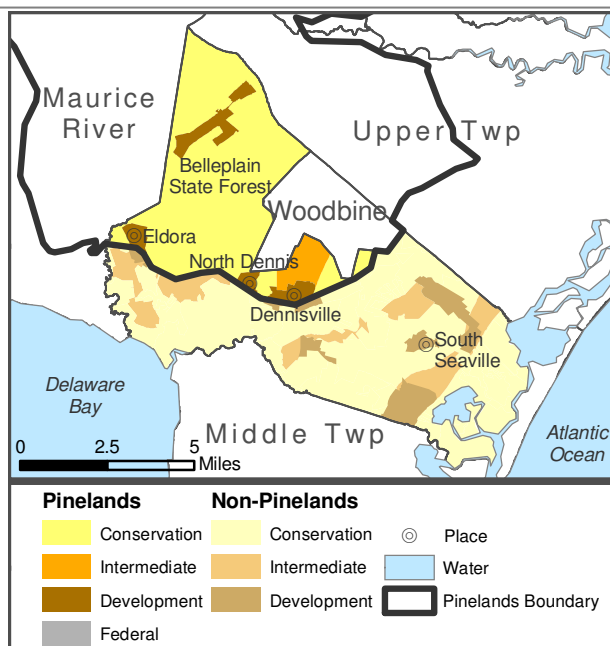 Maurice
River
Upper Twp
Belleplain
State Forest
Woodbine
Eldora
North Dennis
Dennisville
South
Seaville
Delaware
Bay
Middle Twp
Atlantic
Ocean
0 2.5 5
Miles
Pinelands Non-Pinelands
Conservation Conservation Place
Intermediate Intermediate Water
Development Development Pinelands Boundary
Federal